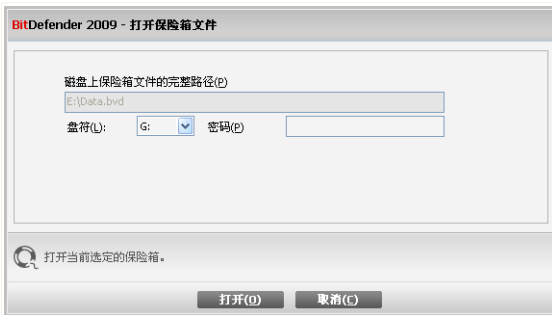 BitDefender 2009 - 打开保险箱文件
磁盘上保险箱文件的完整路径(P)
E:\Data.bvd
盘符(L): G: 密码(P)
打开当前选定的保险箱。
打开(O) 取消(C)